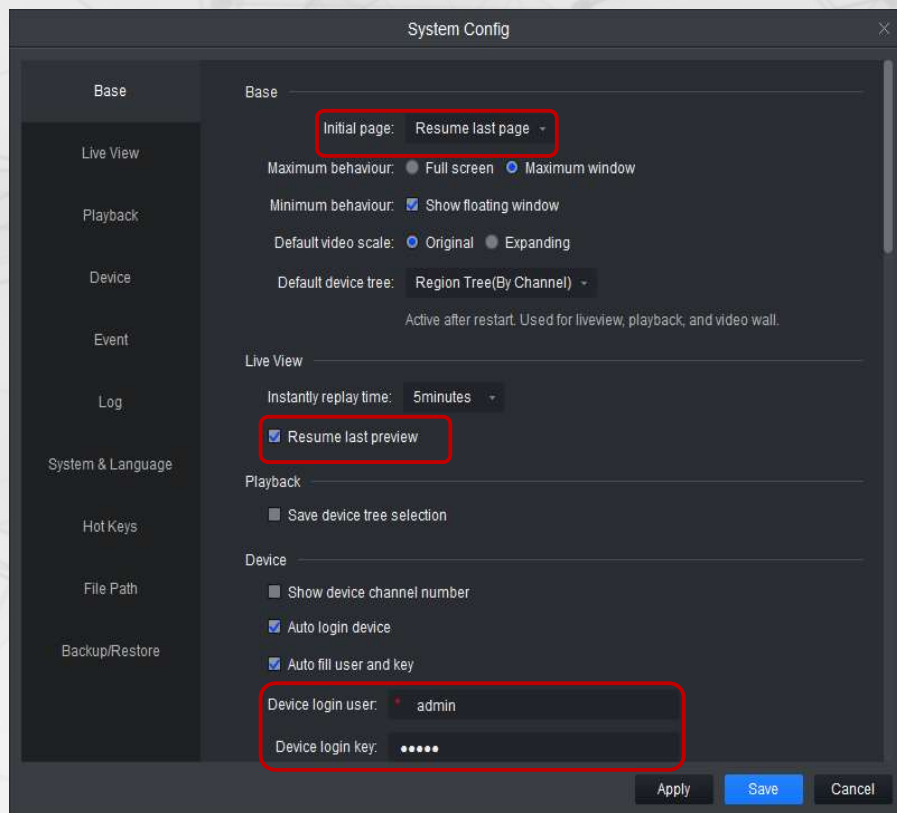 System Config
Base
Live View
Playback
Device
Event
Log
System & Language
Hot Keys
File Path
Backup/Restore
Base
Initial page: Resume last page
Maximum behaviour: Full screen Maximum window
Minimum behaviour: Show floating window
Default video scale: Original Expanding
Default device tree: Region Tree(By Channel)
Active after restart. Used for liveview, playback, and video wall.
Live View
Instantly replay time: 5minutes
Resume last preview
Playback
Save device tree selection
Device
Show device channel number
Auto login device
Auto fill user and key
Device login user: * admin
Device login key: •••••
Apply Save Cancel